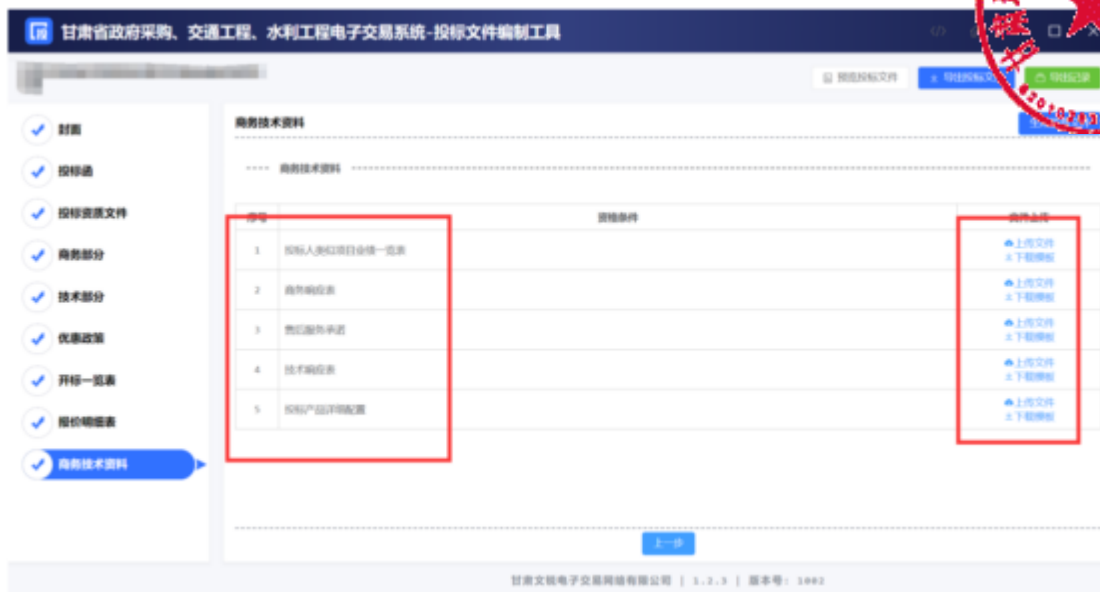 甘肃省政府采购、交通工程、水利工程电子交易系统-投标文件编制工具
预览投标文件
导出投标文
导出记录
封面
投标函
投标资质文件
商务部分
技术部分
优惠政策
开标一览表
报价明细表
商务技术资料
商务技术资料
商务技术资料
序号 资格条件 文件上传
1 投标人类似项目业绩一览表 上传文件 下载模板
2 商务响应表 上传文件 下载模板
3 售后服务承诺 上传文件 下载模板
4 技术响应表 上传文件 下载模板
5 投标产品详细配置 上传文件 下载模板
上一步
甘肃文锐电子交易网络有限公司 | 1.2.3 | 版本号: 1002